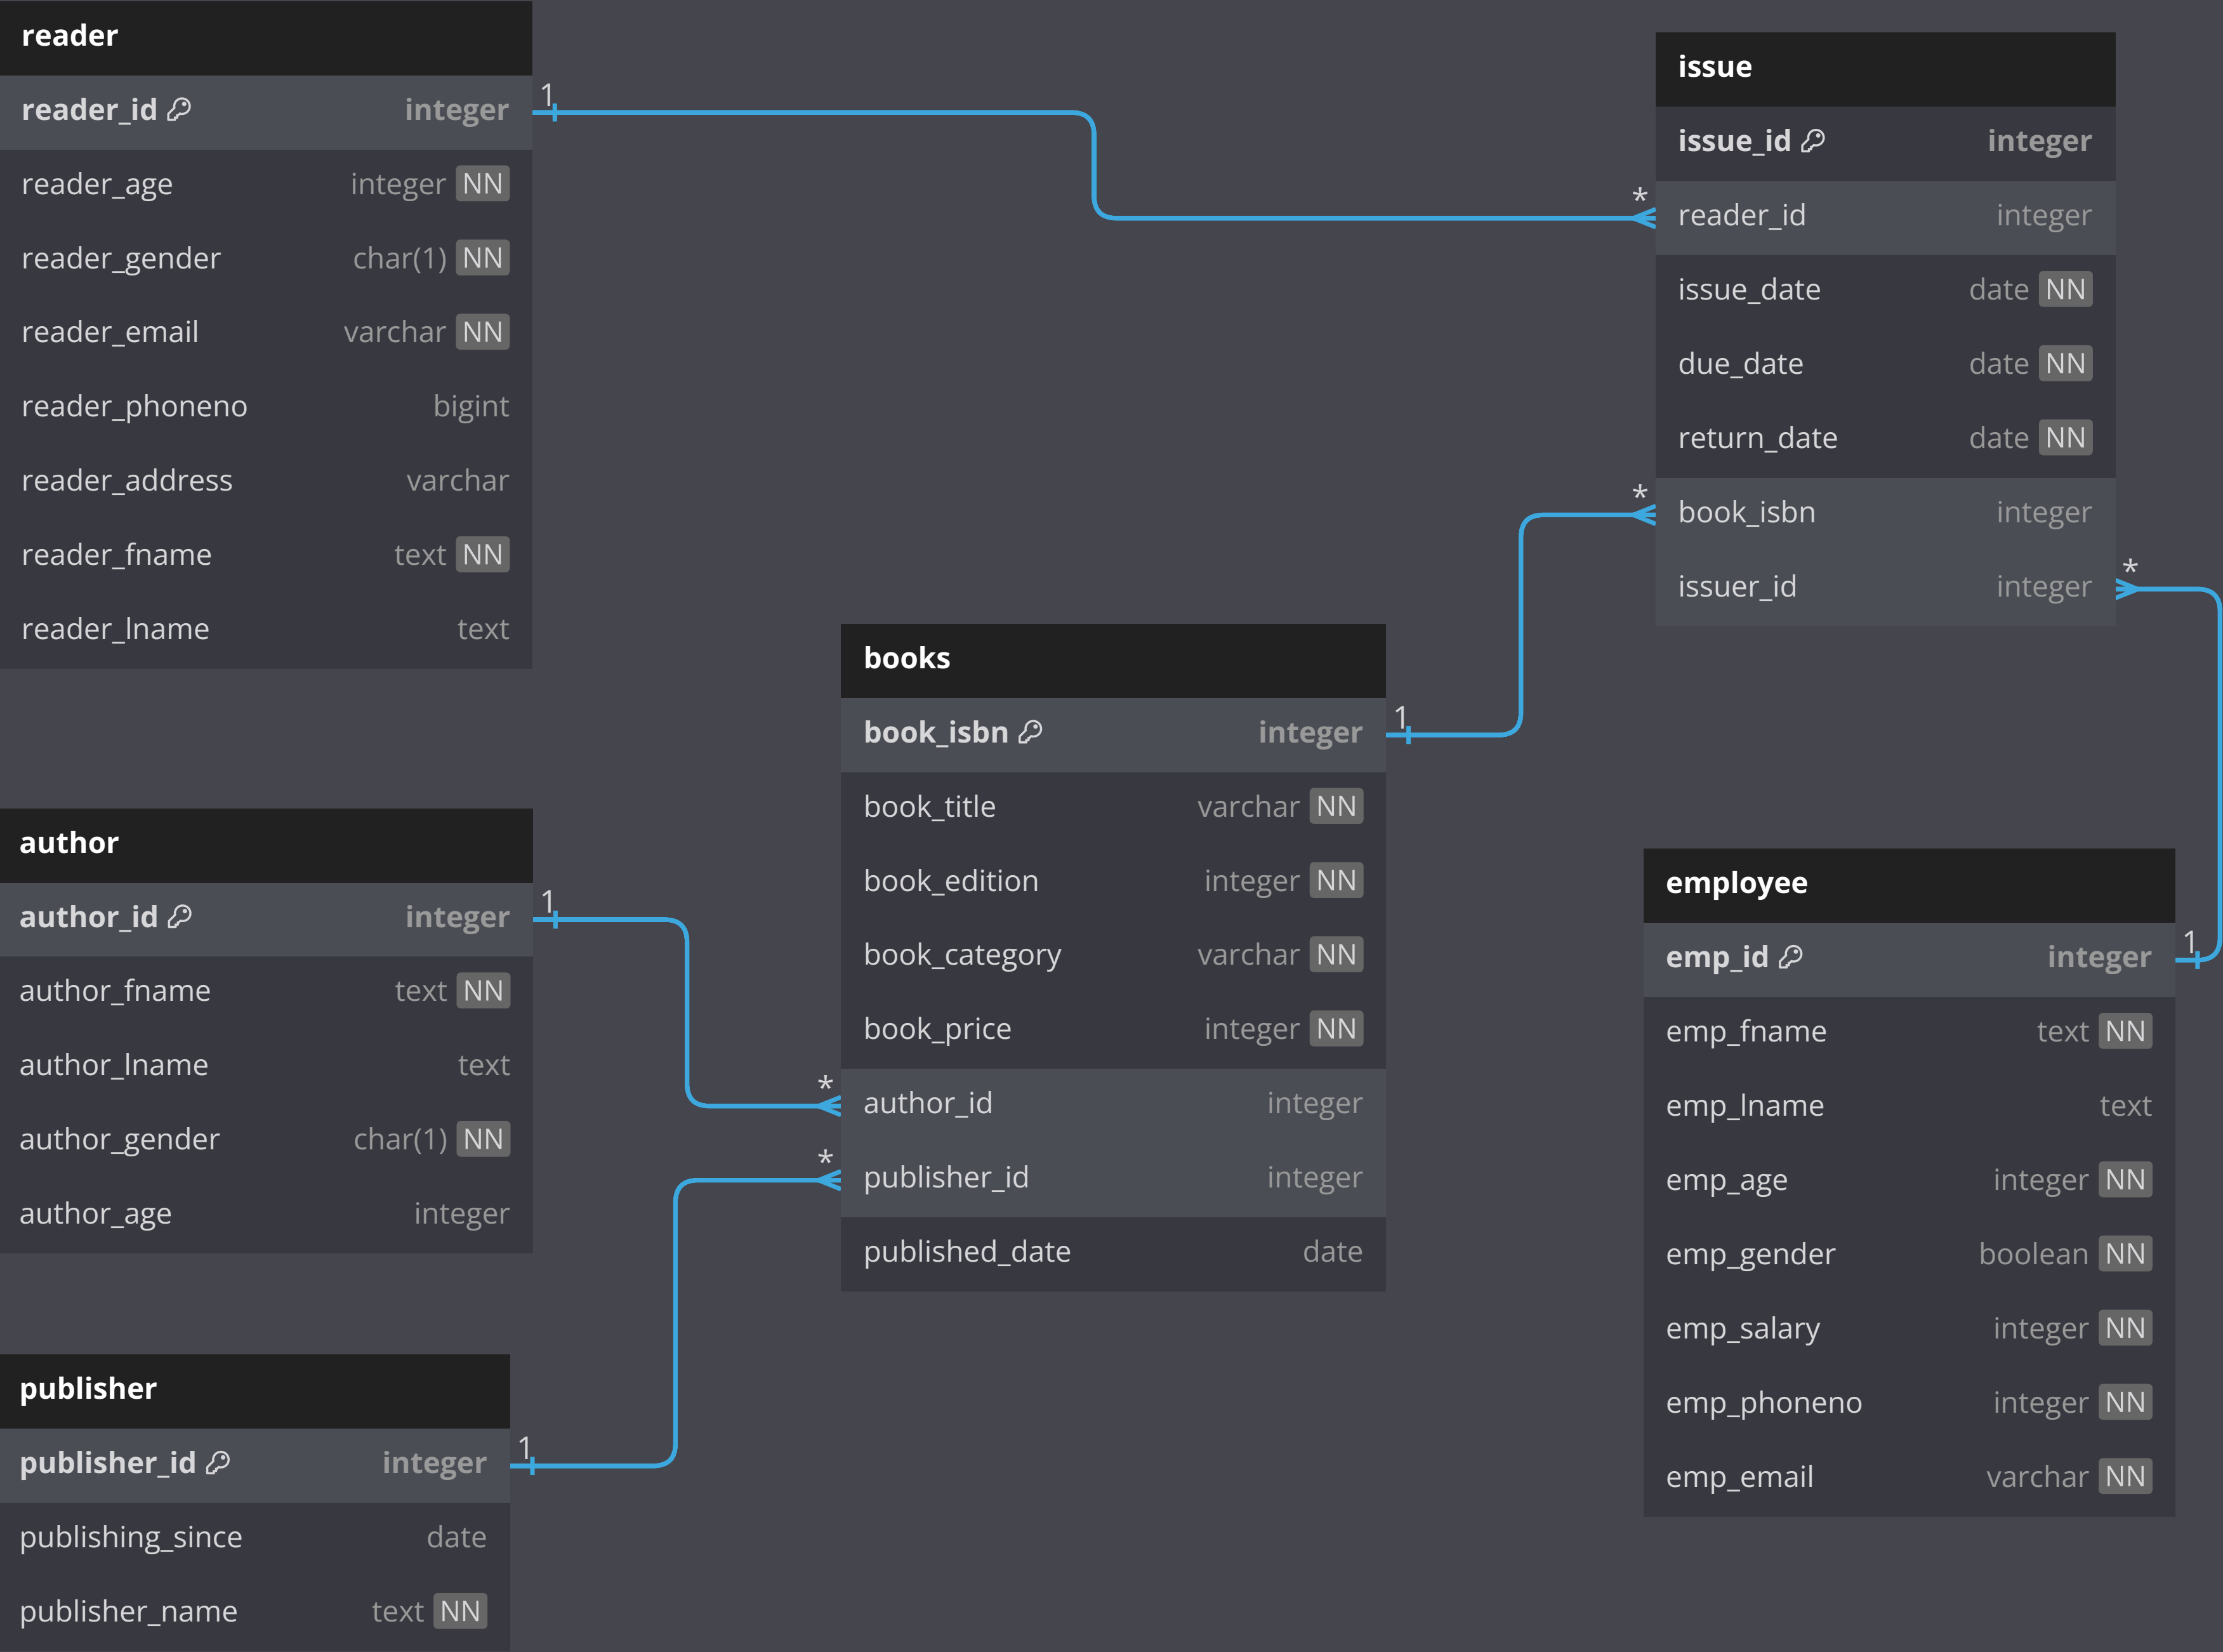 reader
reader_id integer
reader_age integer NN
reader_gender char(1) NN
reader_email varchar NN
reader_phoneno bigint
reader_address varchar
reader_fname text NN
reader_lname text
1
*
issue
issue_id integer
reader_id integer
issue_date date NN
due_date date NN
return_date date NN
book_isbn integer
issuer_id integer
*
*
books
book_isbn integer
book_title varchar NN
book_edition integer NN
book_category varchar NN
book_price integer NN
author_id integer
publisher_id integer
published_date date
1
*
*
author
author_id integer
author_fname text NN
author_lname text
author_gender char(1) NN
author_age integer
1
employee
emp_id integer
emp_fname text NN
emp_lname text
emp_age integer NN
emp_gender boolean NN
emp_salary integer NN
emp_phoneno integer NN
emp_email varchar NN
1
publisher
publisher_id integer
publishing_since date
publisher_name text NN
1